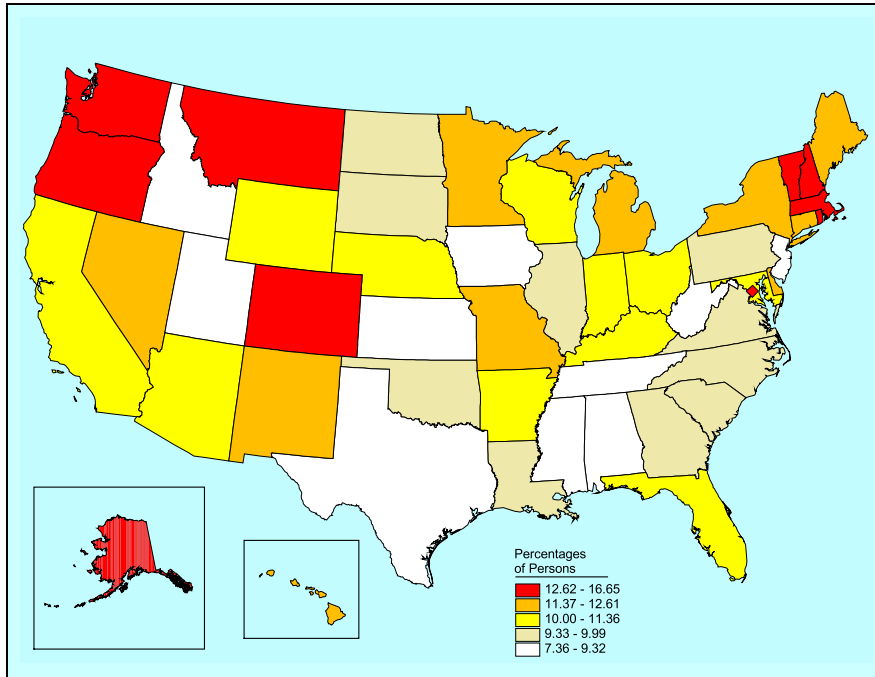 Percentages
of Persons
12.62 - 16.65
11.37 - 12.61
10.00 - 11.36
9.33 - 9.99
7.36 - 9.32